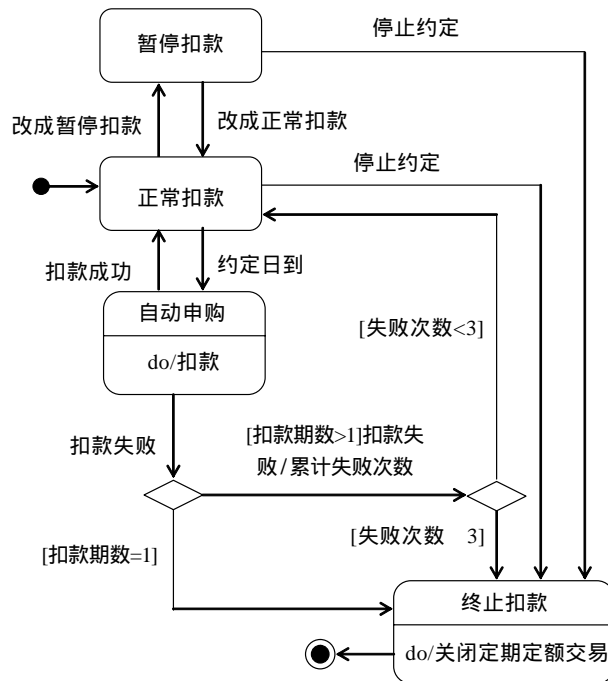 暂停扣款
停止约定
改成暂停扣款
改成正常扣款
正常扣款
停止约定
扣款成功
约定日到
自动申购
do/扣款
[失败次数<3]
扣款失败
[扣款期数>1]扣款失
败/累计失败次数
[扣款期数=1]
[失败次数 3]
终止扣款
do/关闭定期定额交易